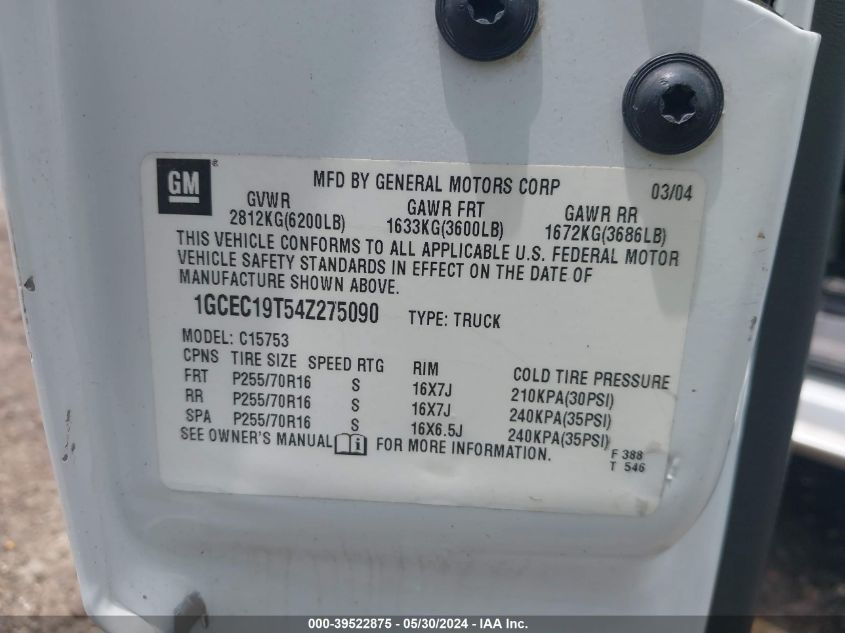 GM ® MFD BY GENERAL MOTORS CORP 03/04
GVWR GAWR FRT GAWR RR
2812KG(6200LB) 1633KG(3600LB) 1672KG(3686LB)
THIS VEHICLE CONFORMS TO ALL APPLICABLE U.S. FEDERAL MOTOR
VEHICLE SAFETY STANDARDS IN EFFECT ON THE DATE OF
MANUFACTURE SHOWN ABOVE.
1GCEC19T54Z275090 TYPE: TRUCK
MODEL: C15753
CPNS TIRE SIZE SPEED RTG RIM COLD TIRE PRESSURE
FRT P255/70R16 S 16X7J 210KPA(30PSI)
RR P255/70R16 S 16X7J 240KPA(35PSI)
SPA P255/70R16 S 16X6.5J 240KPA(35PSI)
SEE OWNER'S MANUAL i FOR MORE INFORMATION.
F 388
T 546
000-39522875 - 05/30/2024 - IAA Inc.